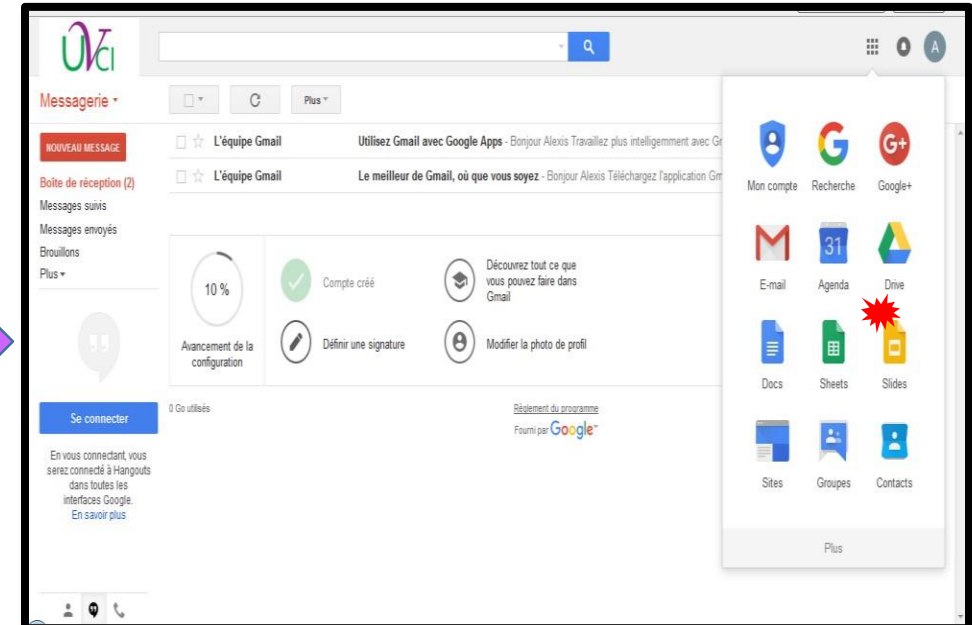 UVCI
A
Messagerie
Plus
NOUVEAU MESSAGE
Boîte de réception (2)
Messages suivis
Messages envoyés
Brouillons
Plus
L'équipe Gmail
Utilisez Gmail avec Google Apps - Bonjour Alexis Travaillez plus intelligemment avec Gr
L'équipe Gmail
Le meilleur de Gmail, où que vous soyez - Bonjour Alexis Téléchargez l'application Gm
10 %
Avancement de la
configuration
Compte créé
Découvrez tout ce que
vous pouvez faire dans
Gmail
Définir une signature
Modifier la photo de profil
Se connecter
En vous connectant, vous
serez connecté à Hangouts
dans toutes les
interfaces Google.
En savoir plus
0 Go utilisés
Règlement du programme
Fourni par Google™
G+
Mon compte
Recherche
Google+
31
E-mail
Agenda
Drive
Docs
Sheets
Slides
Sites
Groupes
Contacts
Plus